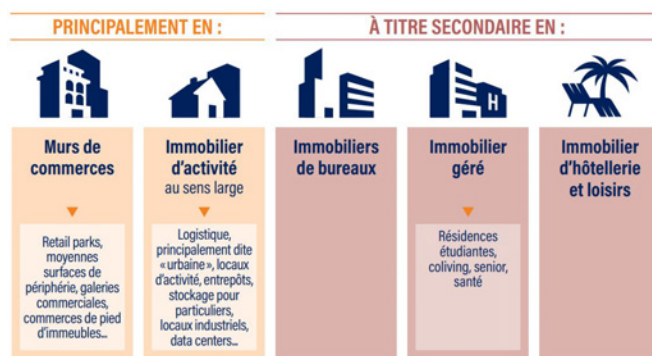 PRINCIPALEMENT EN :
À TITRE SECONDAIRE EN :
H
Murs de
commerces
Retail parks,
moyennes
surfaces de
périphérie, galeries
commerciales,
commerces de pied
d'immeubles...
Immobilier
d'activité
au sens large
Logistique,
principalement dite
« urbaine », locaux
d'activité, entrepôts,
stockage pour
particuliers,
locaux industriels,
data centers...
Immobiliers
de bureaux
Immobilier
géré
Résidences
étudiantes,
coliving, senior,
santé
Immobilier
d'hôtellerie
et loisirs